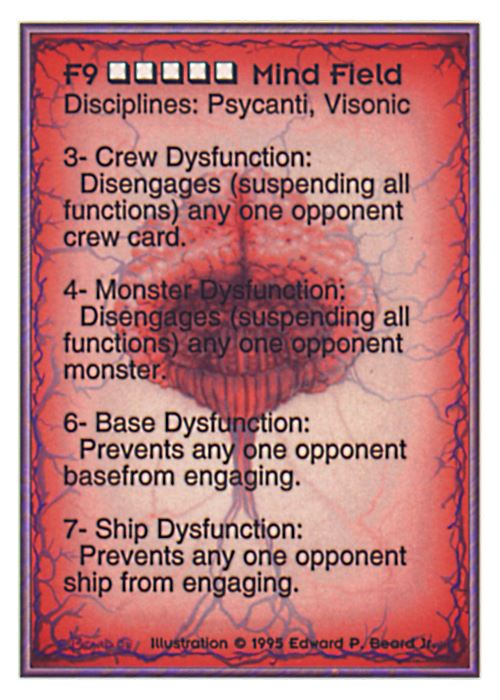 F9 Mind Field
Disciplines: Psycanti, Visonic
3- Crew Dysfunction:
Disengages (suspending all
functions) any one opponent
crew card.
4- Monster Dysfunction:
Disengages (suspending all
functions) any one opponent
monster.
6- Base Dysfunction:
Prevents any one opponent
basefrom engaging.
7- Ship Dysfunction:
Prevents any one opponent
ship from engaging.
Illustration © 1995 Edward P. Beard Jr.